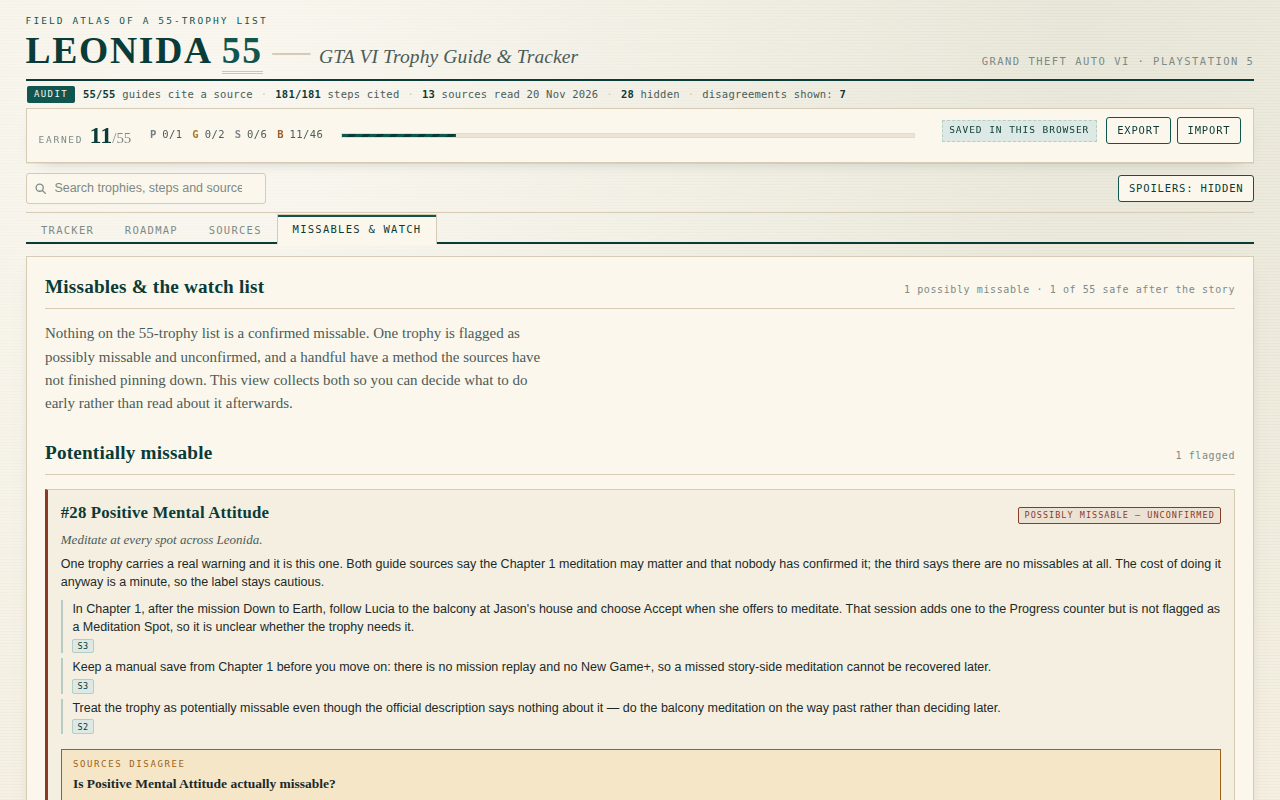 FIELD ATLAS OF A 55-TROPHY LIST
LEONIDA 55 GTA VI Trophy Guide & Tracker
GRAND THEFT AUTO VI · PLAYSTATION 5
AUDIT 55/55 guides cite a source · 181/181 steps cited · 13 sources read 20 Nov 2026 · 28 hidden · disagreements shown: 7
EARNED 11/55 P 0/1 G 0/2 S 0/6 B 11/46 SAVED IN THIS BROWSER EXPORT IMPORT
Search trophies, steps and source SPOILERS: HIDDEN
TRACKER ROADMAP SOURCES MISSABLES & WATCH
Missables & the watch list
1 possibly missable · 1 of 55 safe after the story
Nothing on the 55-trophy list is a confirmed missable. One trophy is flagged as
possibly missable and unconfirmed, and a handful have a method the sources have
not finished pinning down. This view collects both so you can decide what to do
early rather than read about it afterwards.
Potentially missable
1 flagged
#28 Positive Mental Attitude
POSSIBLY MISSABLE — UNCONFIRMED
Meditate at every spot across Leonida.
One trophy carries a real warning and it is this one. Both guide sources say the Chapter 1 meditation may matter and that nobody has confirmed it; the third says there are no missables at all. The cost of doing it
anyway is a minute, so the label stays cautious.
In Chapter 1, after the mission Down to Earth, follow Lucia to the balcony at Jason's house and choose Accept when she offers to meditate. That session adds one to the Progress counter but is not flagged as
a Meditation Spot, so it is unclear whether the trophy needs it.
S3
Keep a manual save from Chapter 1 before you move on: there is no mission replay and no New Game+, so a missed story-side meditation cannot be recovered later.
S3
Treat the trophy as potentially missable even though the official description says nothing about it — do the balcony meditation on the way past rather than deciding later.
S2
SOURCES DISAGREE
Is Positive Mental Attitude actually missable?